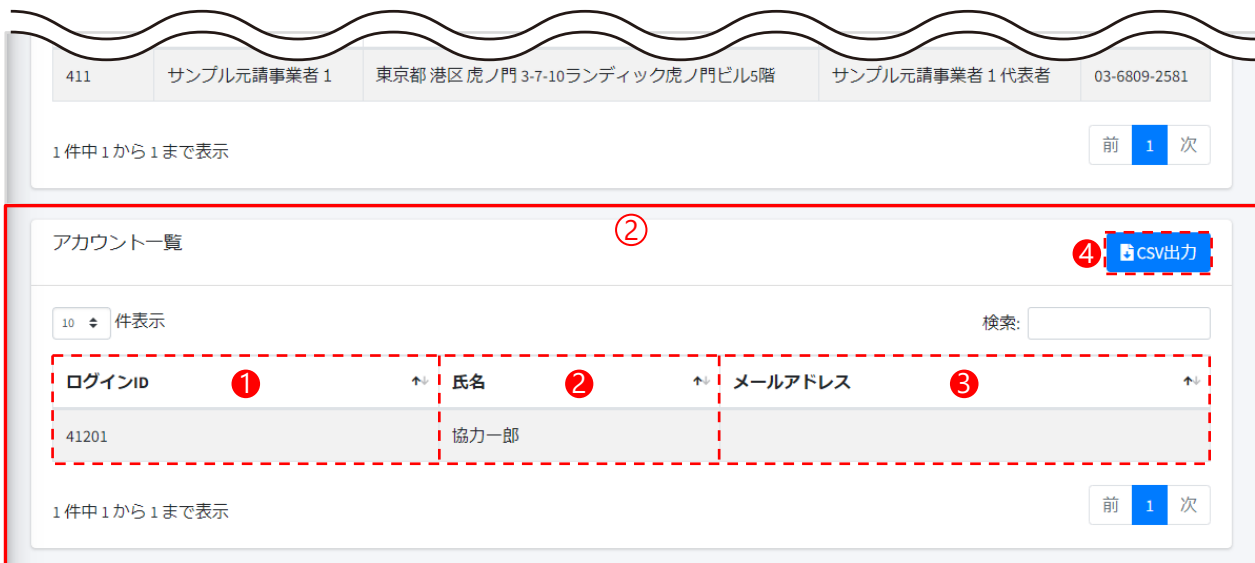 411 サンプル元請事業者 1 東京都 港区 虎ノ門 3-7-10ランディック虎ノ門ビル5階 サンプル元請事業者 1 代表者 03-6809-2581
1 件中 1 から 1 まで表示 前 1 次
②
アカウント一覧 ❹ CSV出力
10 件表示 検索:
ログインID ❶ 氏名 ❷ メールアドレス ❸
41201 協力一郎
1 件中 1 から 1 まで表示 前 1 次